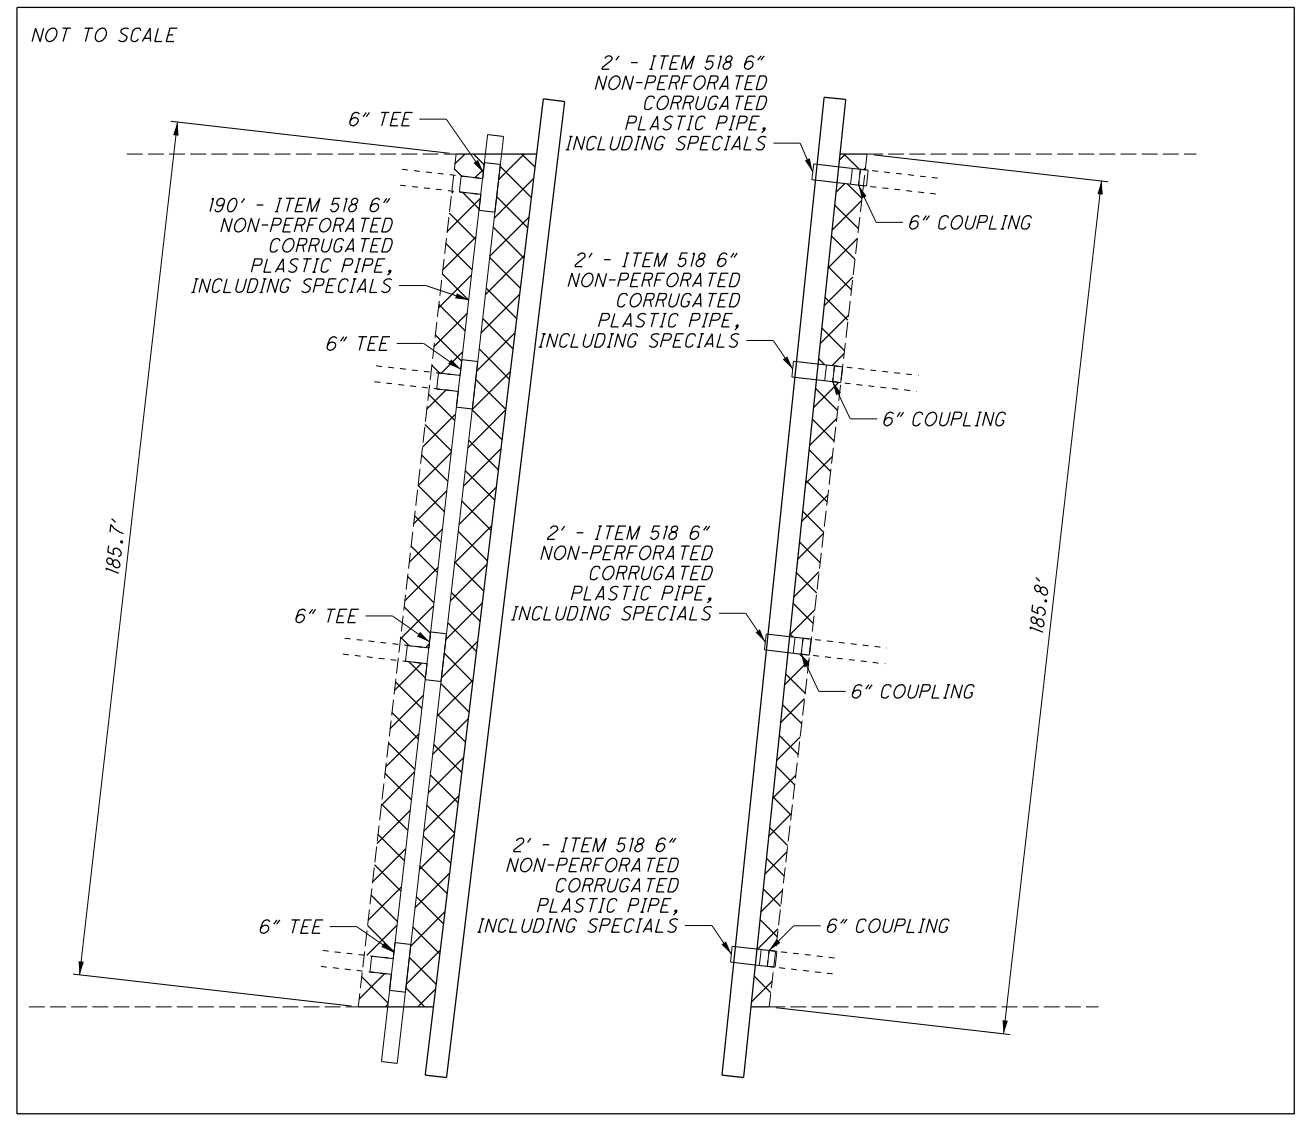 NOT TO SCALE
2' - ITEM 518 6"
NON-PERFORATED
CORRUGATED
PLASTIC PIPE,
INCLUDING SPECIALS
6" TEE
190' - ITEM 518 6"
NON-PERFORATED
CORRUGATED
PLASTIC PIPE,
INCLUDING SPECIALS
6" COUPLING
2' - ITEM 518 6"
NON-PERFORATED
CORRUGATED
PLASTIC PIPE,
INCLUDING SPECIALS
6" TEE
6" COUPLING
185.7'
2' - ITEM 518 6"
NON-PERFORATED
CORRUGATED
PLASTIC PIPE,
INCLUDING SPECIALS
185.8'
6" TEE
6" COUPLING
2' - ITEM 518 6"
NON-PERFORATED
CORRUGATED
PLASTIC PIPE,
INCLUDING SPECIALS
6" TEE
6" COUPLING